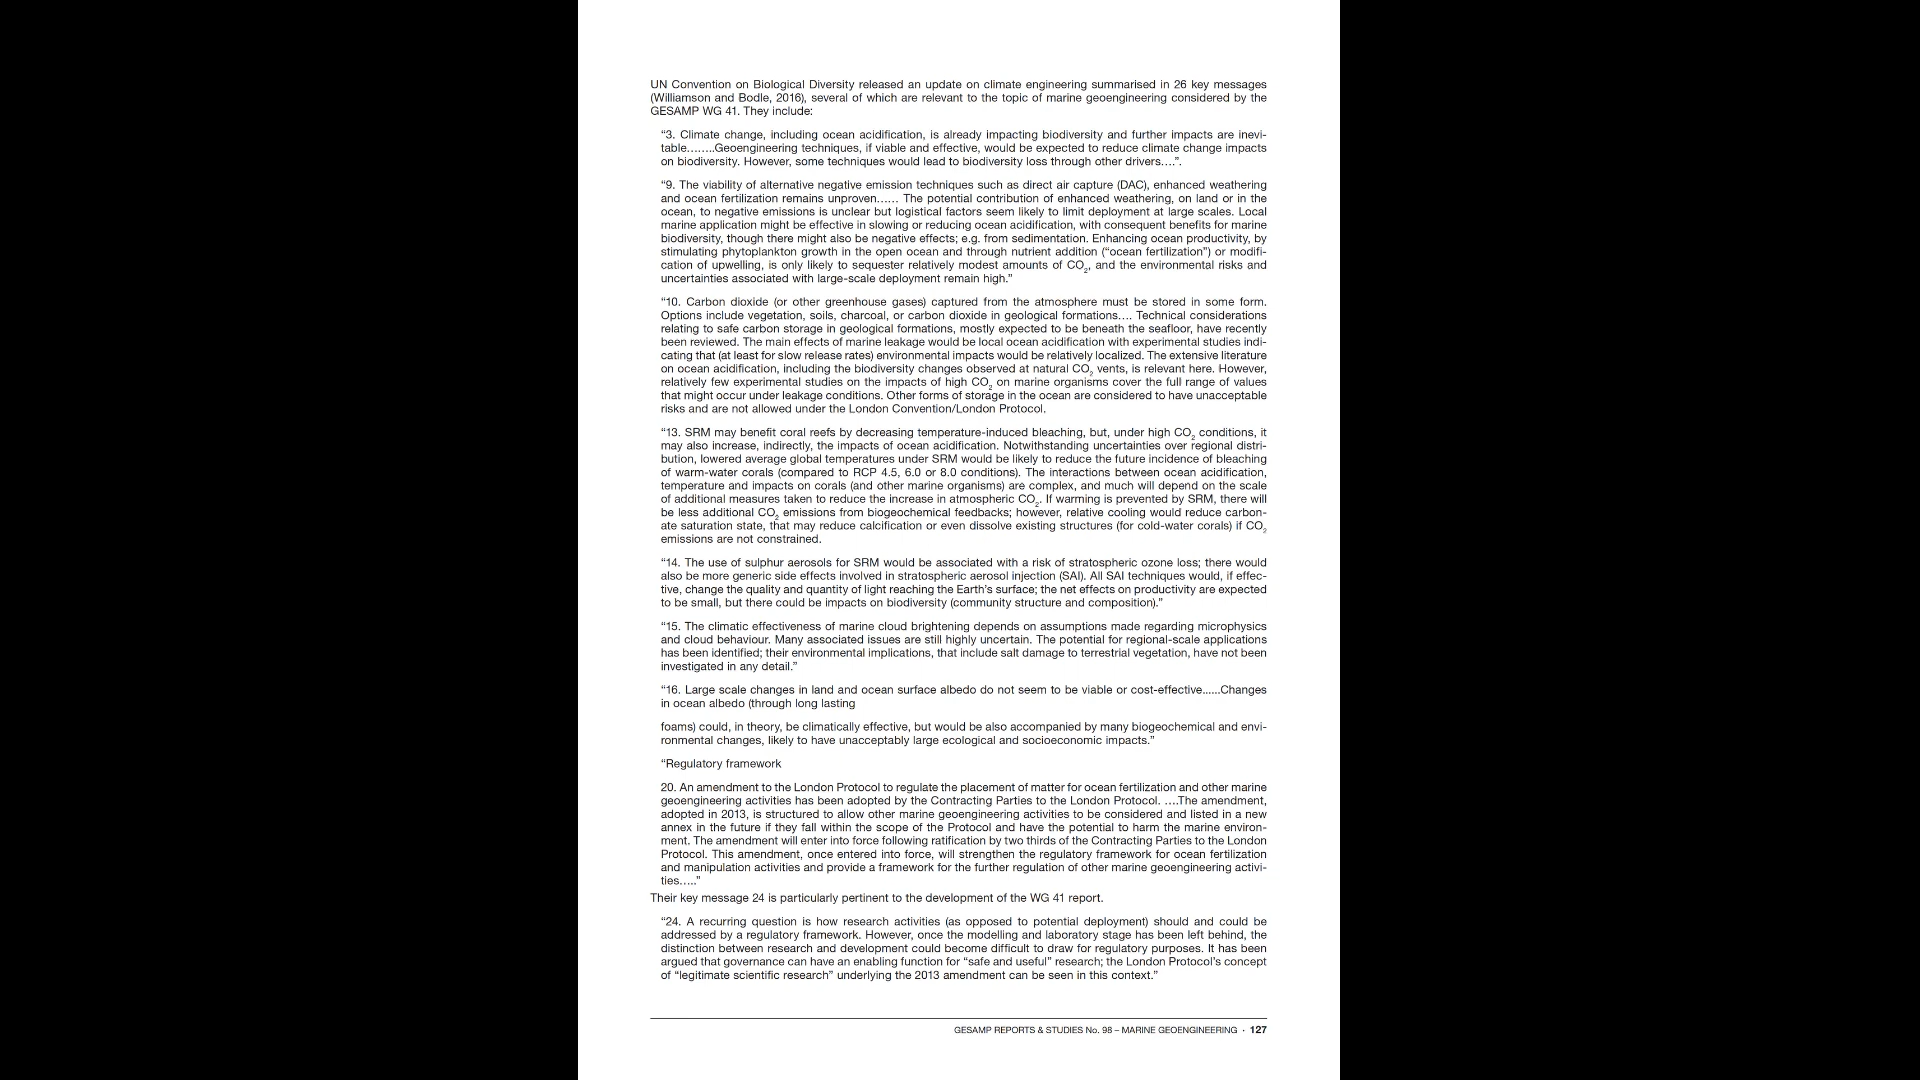 UN Convention on Biological Diversity released an update on climate engineering summarised in 26 key messages
(Williamson and Bodle, 2016), several of which are relevant to the topic of marine geoengineering considered by the
GESAMP WG 41. They include:
“3. Climate change, including ocean acidification, is already impacting biodiversity and further impacts are inevi-
table……..Geoengineering techniques, if viable and effective, would be expected to reduce climate change impacts
on biodiversity. However, some techniques would lead to biodiversity loss through other drivers….”.
“9. The viability of alternative negative emission techniques such as direct air capture (DAC), enhanced weathering
and ocean fertilization remains unproven…… The potential contribution of enhanced weathering, on land or in the
ocean, to negative emissions is unclear but logistical factors seem likely to limit deployment at large scales. Local
marine application might be effective in slowing or reducing ocean acidification, with consequent benefits for marine
biodiversity, though there might also be negative effects; e.g. from sedimentation. Enhancing ocean productivity, by
stimulating phytoplankton growth in the open ocean and through nutrient addition (“ocean fertilization”) or modifi-
cation of upwelling, is only likely to sequester relatively modest amounts of CO₂, and the environmental risks and
uncertainties associated with large-scale deployment remain high.”
“10. Carbon dioxide (or other greenhouse gases) captured from the atmosphere must be stored in some form.
Options include vegetation, soils, charcoal, or carbon dioxide in geological formations…. Technical considerations
relating to safe carbon storage in geological formations, mostly expected to be beneath the seafloor, have recently
been reviewed. The main effects of marine leakage would be local ocean acidification with experimental studies indi-
cating that (at least for slow release rates) environmental impacts would be relatively localized. The extensive literature
on ocean acidification, including the biodiversity changes observed at natural CO₂ vents, is relevant here. However,
relatively few experimental studies on the impacts of high CO₂ on marine organisms cover the full range of values
that might occur under leakage conditions. Other forms of storage in the ocean are considered to have unacceptable
risks and are not allowed under the London Convention/London Protocol.
“13. SRM may benefit coral reefs by decreasing temperature-induced bleaching, but, under high CO₂ conditions, it
may also increase, indirectly, the impacts of ocean acidification. Notwithstanding uncertainties over regional distri-
bution, lowered average global temperatures under SRM would be likely to reduce the future incidence of bleaching
of warm-water corals (compared to RCP 4.5, 6.0 or 8.0 conditions). The interactions between ocean acidification,
temperature and impacts on corals (and other marine organisms) are complex, and much will depend on the scale
of additional measures taken to reduce the increase in atmospheric CO₂. If warming is prevented by SRM, there will
be less additional CO₂ emissions from biogeochemical feedbacks; however, relative cooling would reduce carbon-
ate saturation state, that may reduce calcification or even dissolve existing structures (for cold-water corals) if CO₂
emissions are not constrained.
“14. The use of sulphur aerosols for SRM would be associated with a risk of stratospheric ozone loss; there would
also be more generic side effects involved in stratospheric aerosol injection (SAI). All SAI techniques would, if effec-
tive, change the quality and quantity of light reaching the Earth’s surface; the net effects on productivity are expected
to be small, but there could be impacts on biodiversity (community structure and composition).”
“15. The climatic effectiveness of marine cloud brightening depends on assumptions made regarding microphysics
and cloud behaviour. Many associated issues are still highly uncertain. The potential for regional-scale applications
has been identified; their environmental implications, that include salt damage to terrestrial vegetation, have not been
investigated in any detail.”
“16. Large scale changes in land and ocean surface albedo do not seem to be viable or cost-effective......Changes
in ocean albedo (through long lasting
foams) could, in theory, be climatically effective, but would be also accompanied by many biogeochemical and envi-
ronmental changes, likely to have unacceptably large ecological and socioeconomic impacts.”
“Regulatory framework
20. An amendment to the London Protocol to regulate the placement of matter for ocean fertilization and other marine
geoengineering activities has been adopted by the Contracting Parties to the London Protocol. ….The amendment,
adopted in 2013, is structured to allow other marine geoengineering activities to be considered and listed in a new
annex in the future if they fall within the scope of the Protocol and have the potential to harm the marine environ-
ment. The amendment will enter into force following ratification by two thirds of the Contracting Parties to the London
Protocol. This amendment, once entered into force, will strengthen the regulatory framework for ocean fertilization
and manipulation activities and provide a framework for the further regulation of other marine geoengineering activi-
ties…..”
Their key message 24 is particularly pertinent to the development of the WG 41 report.
“24. A recurring question is how research activities (as opposed to potential deployment) should and could be
addressed by a regulatory framework. However, once the modelling and laboratory stage has been left behind, the
distinction between research and development could become difficult to draw for regulatory purposes. It has been
argued that governance can have an enabling function for “safe and useful” research; the London Protocol’s concept
of “legitimate scientific research” underlying the 2013 amendment can be seen in this context.”
GESAMP REPORTS & STUDIES No. 98 – MARINE GEOENGINEERING · 127